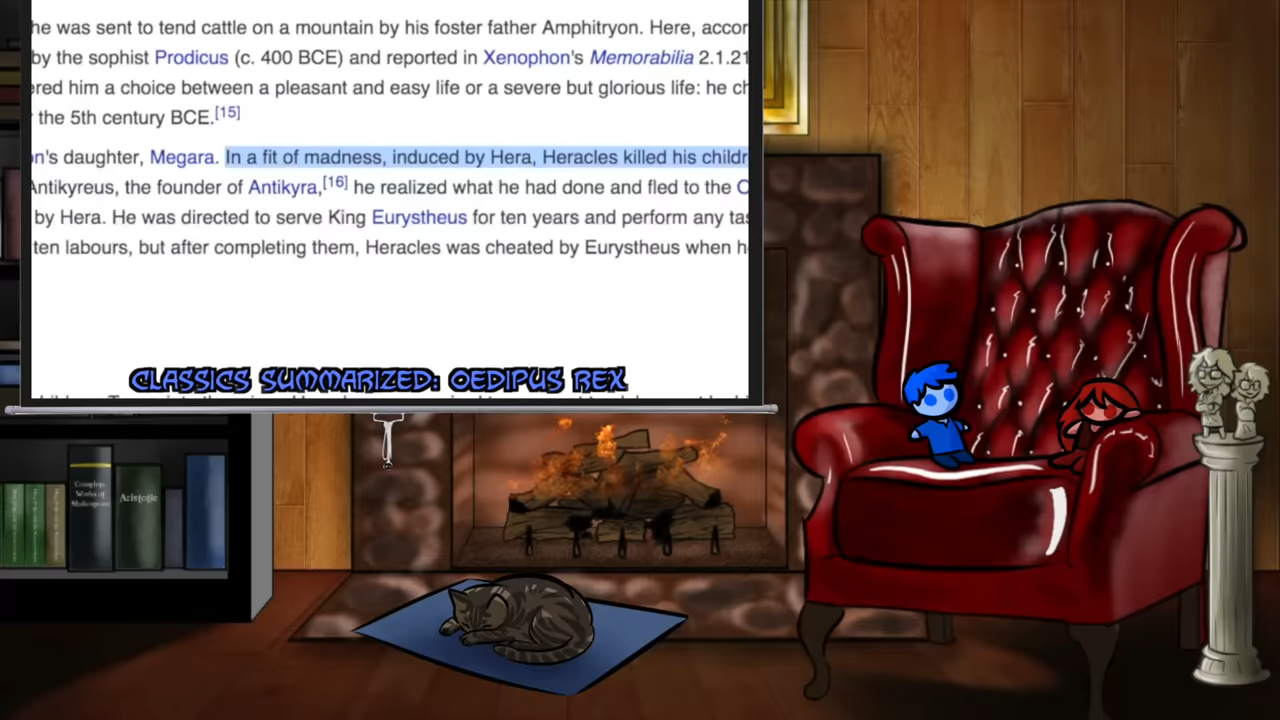 he was sent to tend cattle on a mountain by his foster father Amphitryon. Here, accor
by the sophist Prodicus (c. 400 BCE) and reported in Xenophon's Memorabilia 2.1.21
ered him a choice between a pleasant and easy life or a severe but glorious life: he ch
the 5th century BCE.[15]
on's daughter, Megara. In a fit of madness, induced by Hera, Heracles killed his childr
Antikyreus, the founder of Antikyra,[16] he realized what he had done and fled to the O
by Hera. He was directed to serve King Eurystheus for ten years and perform any tas
ten labours, but after completing them, Heracles was cheated by Eurystheus when h
CLASSICS SUMMARIZED: OEDIPUS REX
Complete
Works of
Shakespeare
Aristotle